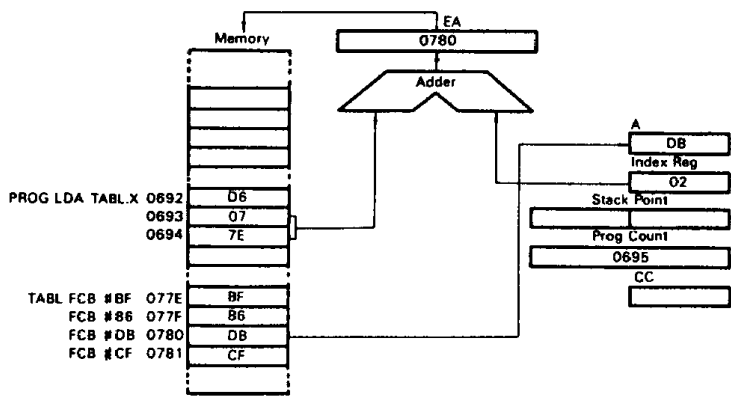 EA
Memory
0780
Adder
A
DB
Index Reg
02
PROG LDA TABL.X 0692 D6
0693 07
0694 7E
Stack Point
Prog Count
0695
CC
TABL FCB #BF 077E BF
FCB #86 077F 86
FCB #DB 0780 DB
FCB #CF 0781 CF